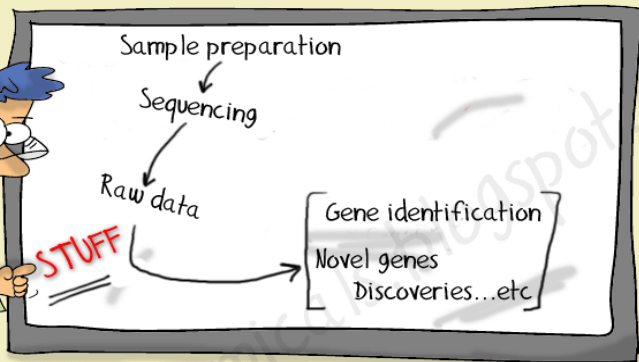 Sample preparation
Sequencing
Raw data
STUFF
Gene identification
Novel genes
Discoveries...etc